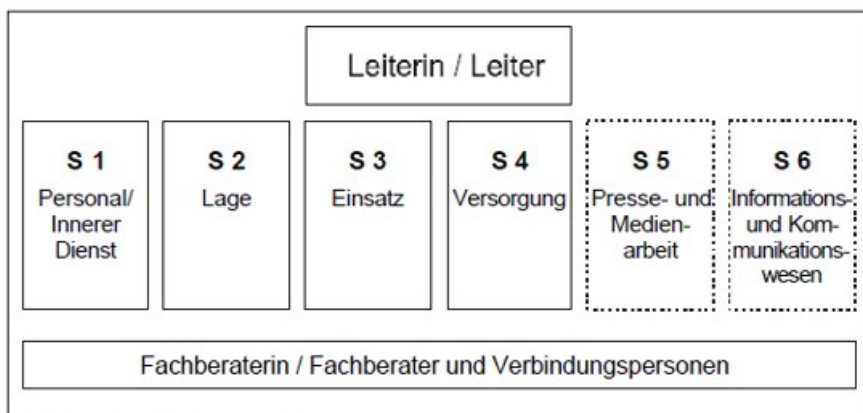 Leiterin / Leiter
S 1
Personal/
Innerer
Dienst
S 2
Lage
S 3
Einsatz
S 4
Versorgung
S 5
Presse- und
Medien-
arbeit
S 6
Informations-
und Kom-
munikations-
wesen
Fachberaterin / Fachberater und Verbindungspersonen